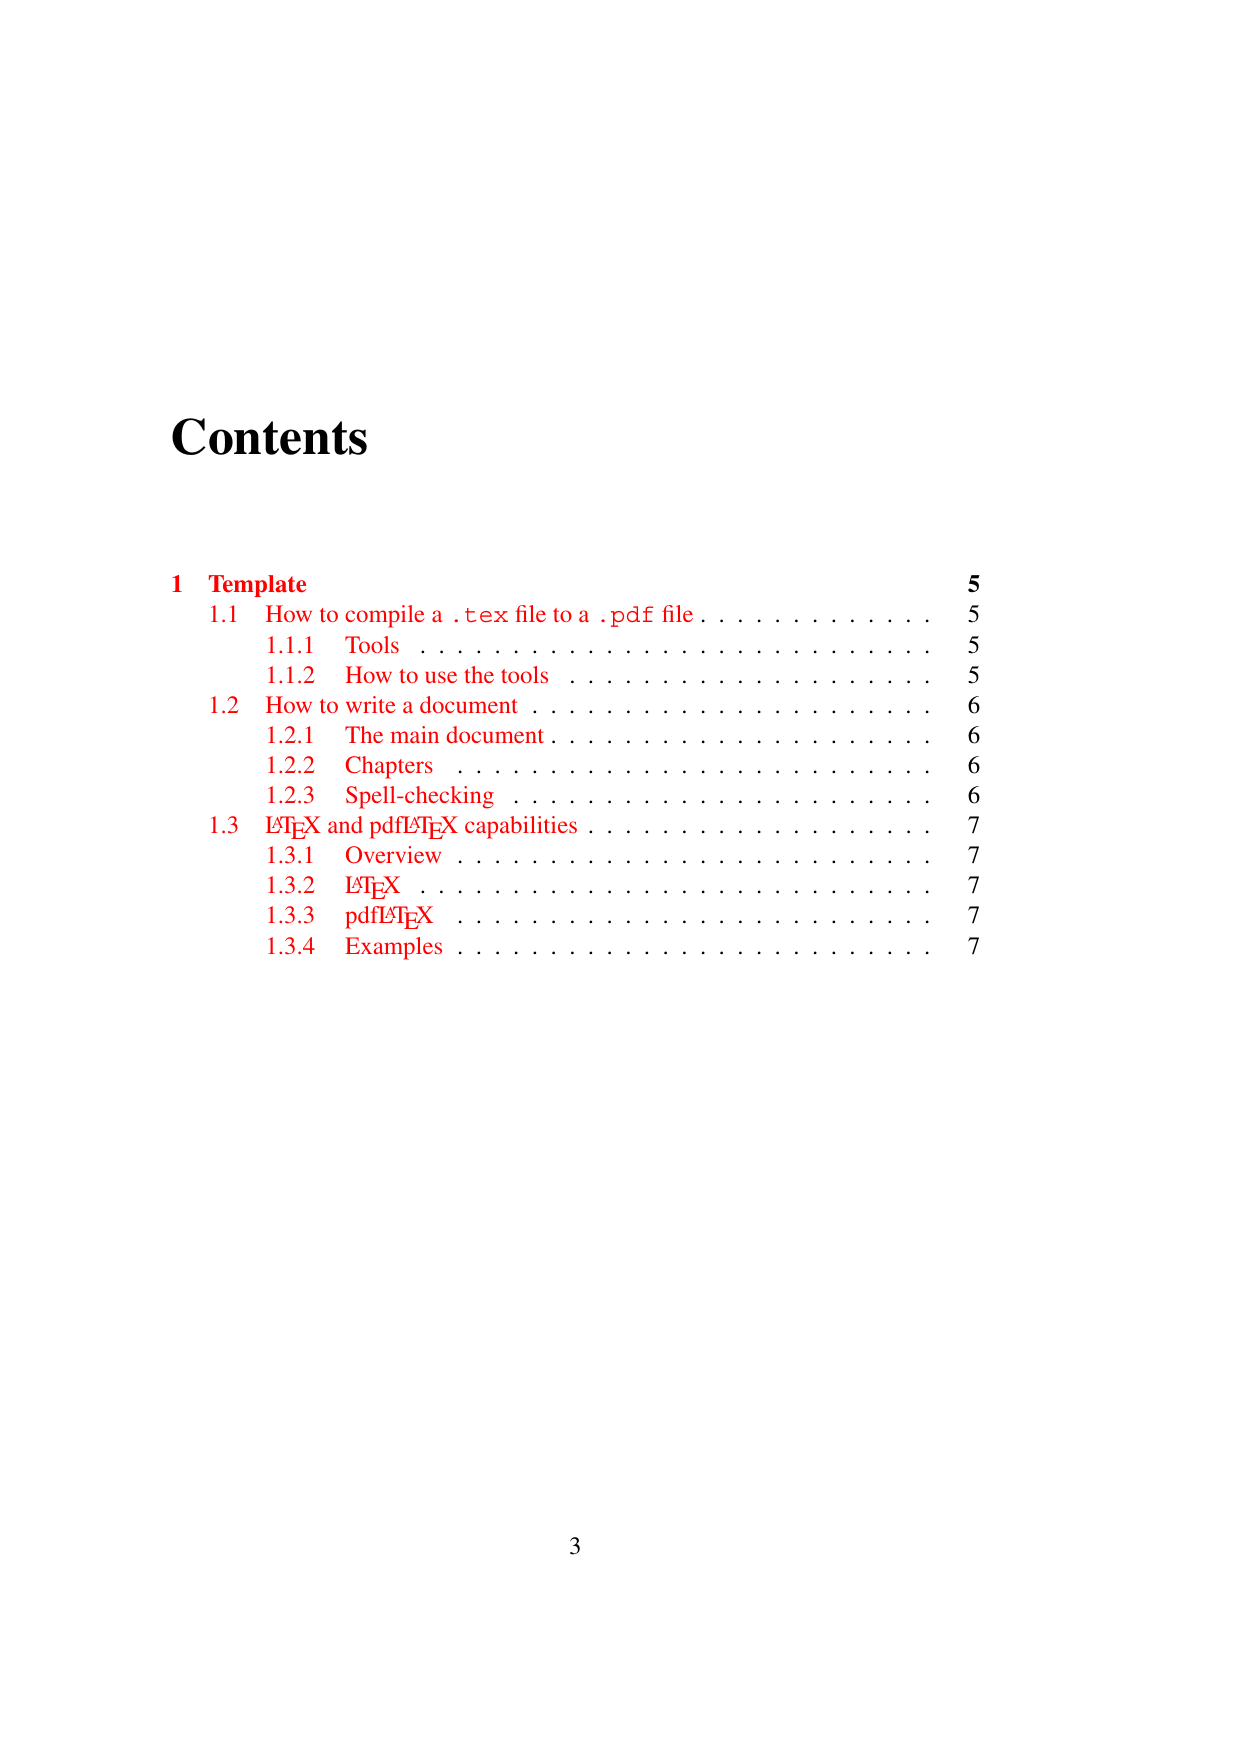 Contents
1 Template 5
1.1 How to compile a .tex file to a .pdf file . . . . . . . . . . . . . 5
1.1.1 Tools . . . . . . . . . . . . . . . . . . . . . . . . . . . . 5
1.1.2 How to use the tools . . . . . . . . . . . . . . . . . . . . 5
1.2 How to write a document . . . . . . . . . . . . . . . . . . . . . . 6
1.2.1 The main document . . . . . . . . . . . . . . . . . . . . . 6
1.2.2 Chapters . . . . . . . . . . . . . . . . . . . . . . . . . . 6
1.2.3 Spell-checking . . . . . . . . . . . . . . . . . . . . . . . 6
1.3 LATEX and pdfLATEX capabilities . . . . . . . . . . . . . . . . . . . 7
1.3.1 Overview . . . . . . . . . . . . . . . . . . . . . . . . . . 7
1.3.2 LATEX . . . . . . . . . . . . . . . . . . . . . . . . . . . . 7
1.3.3 pdfLATEX . . . . . . . . . . . . . . . . . . . . . . . . . . 7
1.3.4 Examples . . . . . . . . . . . . . . . . . . . . . . . . . . 7
3